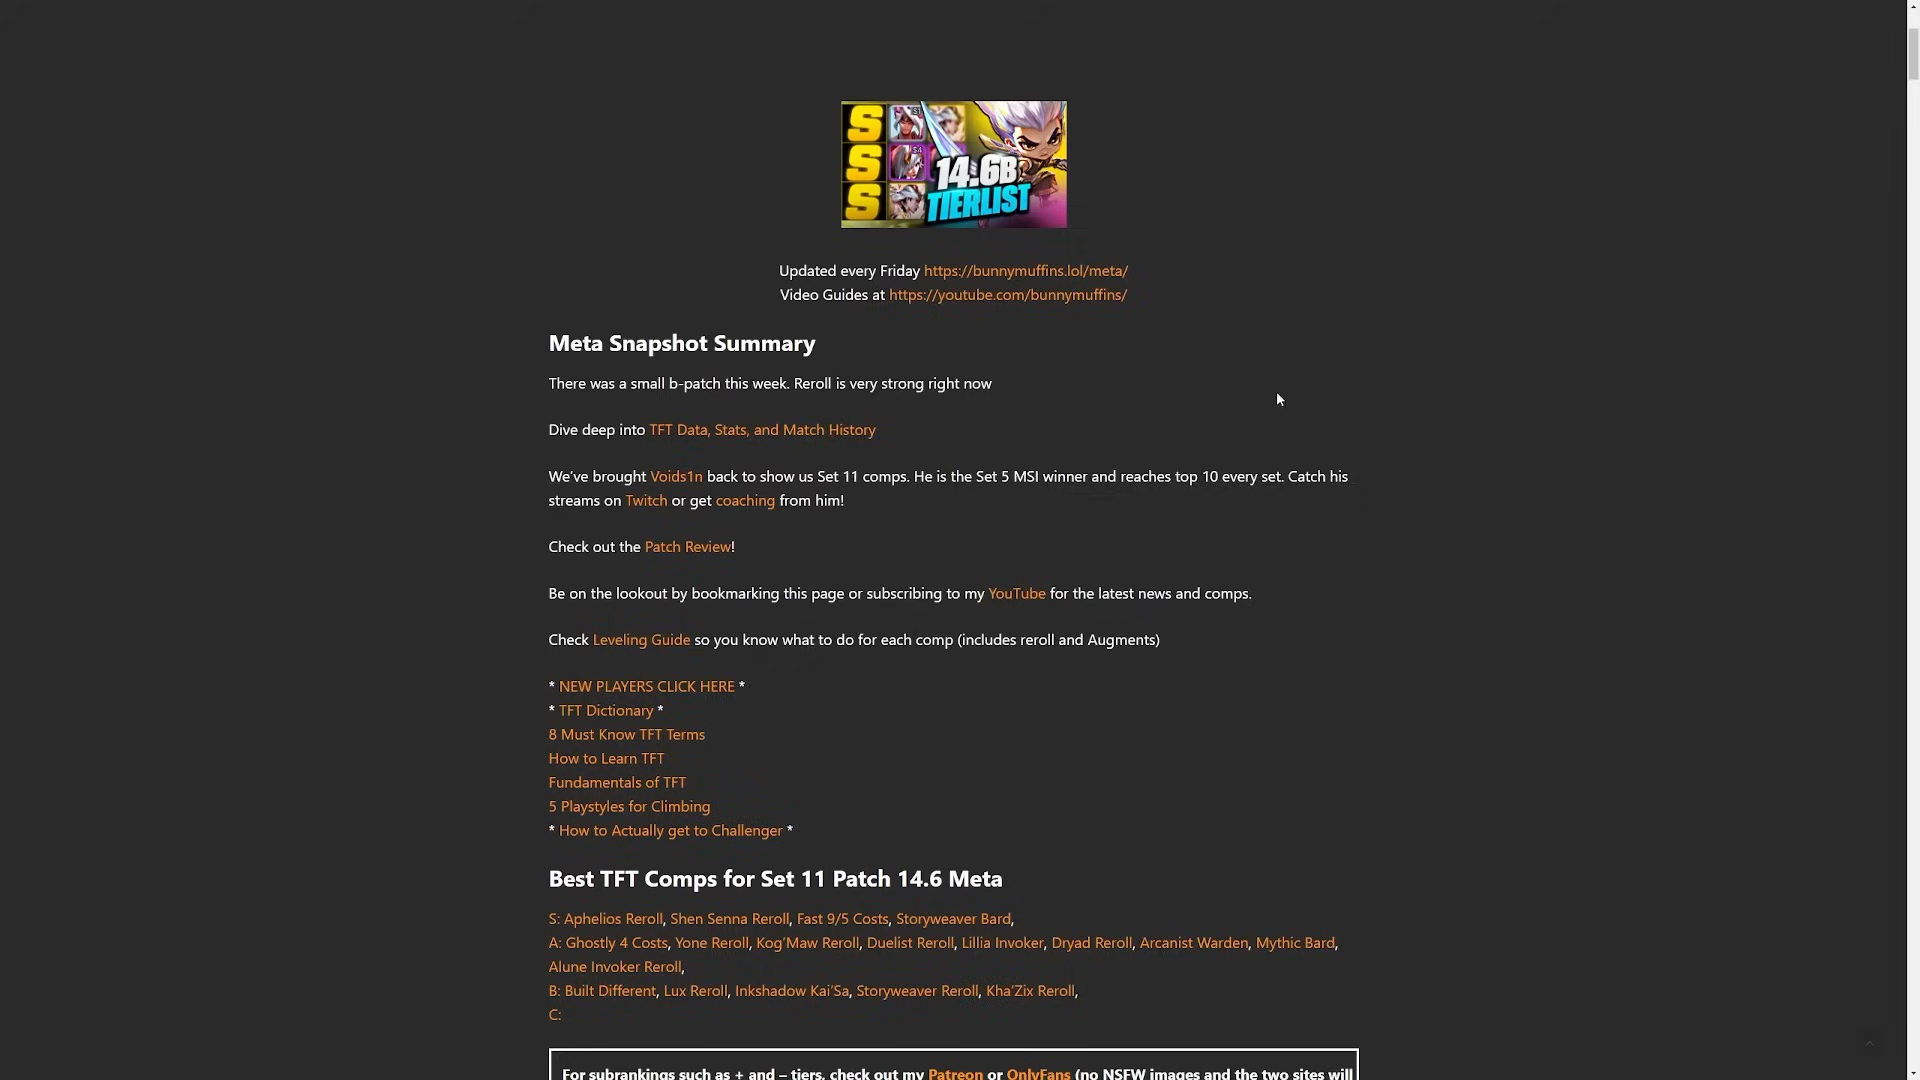 S
S
S
$4
14.6B
TIERLIST
Updated every Friday https://bunnymuffins.lol/meta/
Video Guides at https://youtube.com/bunnymuffins/
Meta Snapshot Summary
There was a small b-patch this week. Reroll is very strong right now
Dive deep into TFT Data, Stats, and Match History
We've brought Voids1n back to show us Set 11 comps. He is the Set 5 MSI winner and reaches top 10 every set. Catch his
streams on Twitch or get coaching from him!
Check out the Patch Review!
Be on the lookout by bookmarking this page or subscribing to my YouTube for the latest news and comps.
Check Leveling Guide so you know what to do for each comp (includes reroll and Augments)
* NEW PLAYERS CLICK HERE *
* TFT Dictionary *
8 Must Know TFT Terms
How to Learn TFT
Fundamentals of TFT
5 Playstyles for Climbing
* How to Actually get to Challenger *
Best TFT Comps for Set 11 Patch 14.6 Meta
S: Aphelios Reroll, Shen Senna Reroll, Fast 9/5 Costs, Storyweaver Bard,
A: Ghostly 4 Costs, Yone Reroll, Kog'Maw Reroll, Duelist Reroll, Lillia Invoker, Dryad Reroll, Arcanist Warden, Mythic Bard,
Alune Invoker Reroll,
B: Built Different, Lux Reroll, Inkshadow Kai'Sa, Storyweaver Reroll, Kha'Zix Reroll,
C:
For subrankings such as + and – tiers, check out my Patreon or OnlyFans (no NSFW images and the two sites will